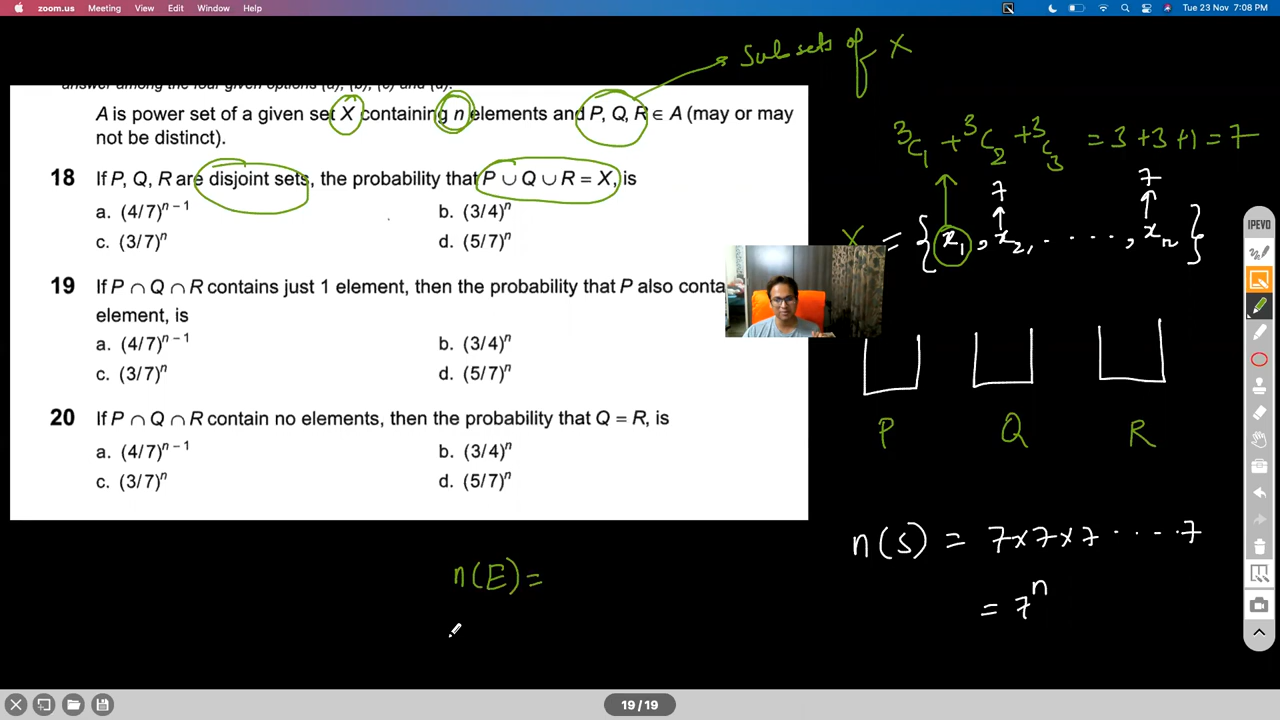 zoom.us Meeting View Edit Window Help Tue 23 Nov 7:08 PM
Subsets of X
answer among the four given options (a), (b), (c) and (d).
A is power set of a given set X containing n elements and P, Q, R ∈ A (may or may
not be distinct).
18 If P, Q, R are disjoint sets, the probability that P ∪ Q ∪ R = X, is
a. (4/7)ⁿ⁻¹ b. (3/4)ⁿ
c. (3/7)ⁿ d. (5/7)ⁿ
19 If P ∩ Q ∩ R contains just 1 element, then the probability that P also conta
element, is
a. (4/7)ⁿ⁻¹ b. (3/4)ⁿ
c. (3/7)ⁿ d. (5/7)ⁿ
20 If P ∩ Q ∩ R contain no elements, then the probability that Q = R, is
a. (4/7)ⁿ⁻¹ b. (3/4)ⁿ
c. (3/7)ⁿ d. (5/7)ⁿ
³C₁ + ³C₂ + ³C₃ = 3+3+1 = 7
7 7
X = {x₁, x₂, ....., xₙ}
P Q R
n(S) = 7×7×7 .....7
= 7ⁿ
n(E) =
IPEVO
19 / 19